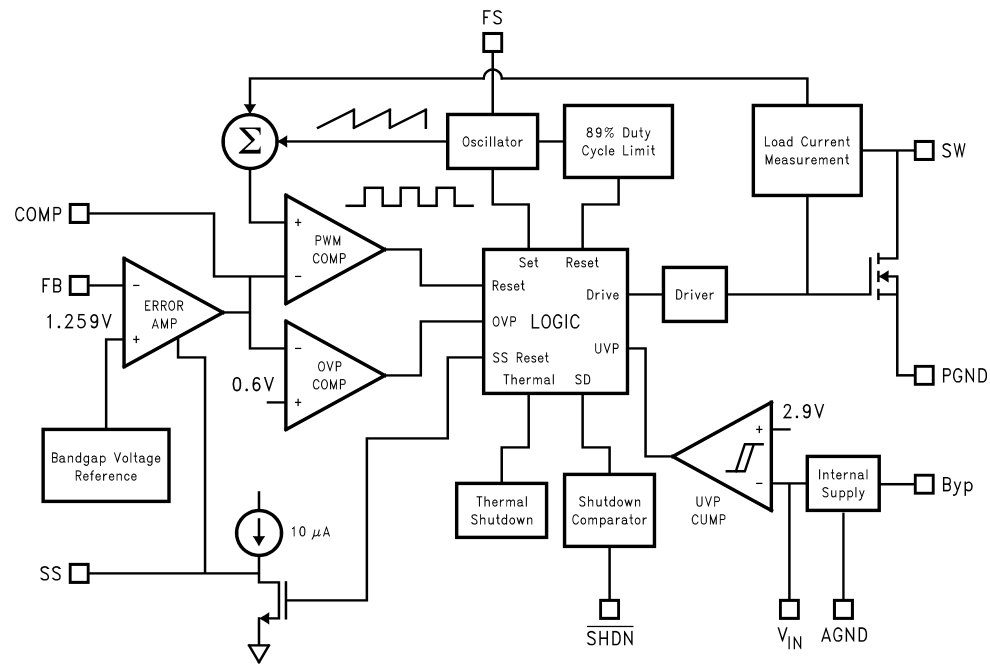 FS
Σ
Oscillator
89% Duty
Cycle Limit
Load Current
Measurement
SW
COMP
+
PWM
COMP
−
Set Reset
Reset
Drive
Driver
FB
−
ERROR
AMP
1.259V
+
OVP
LOGIC
UVP
SS Reset
Thermal SD
−
OVP
COMP
0.6V
+
PGND
2.9V
+
−
UVP
CUMP
Bandgap Voltage
Reference
Internal
Supply
Byp
Thermal
Shutdown
Shutdown
Comparator
10 μA
SS
SHDN
VIN
AGND